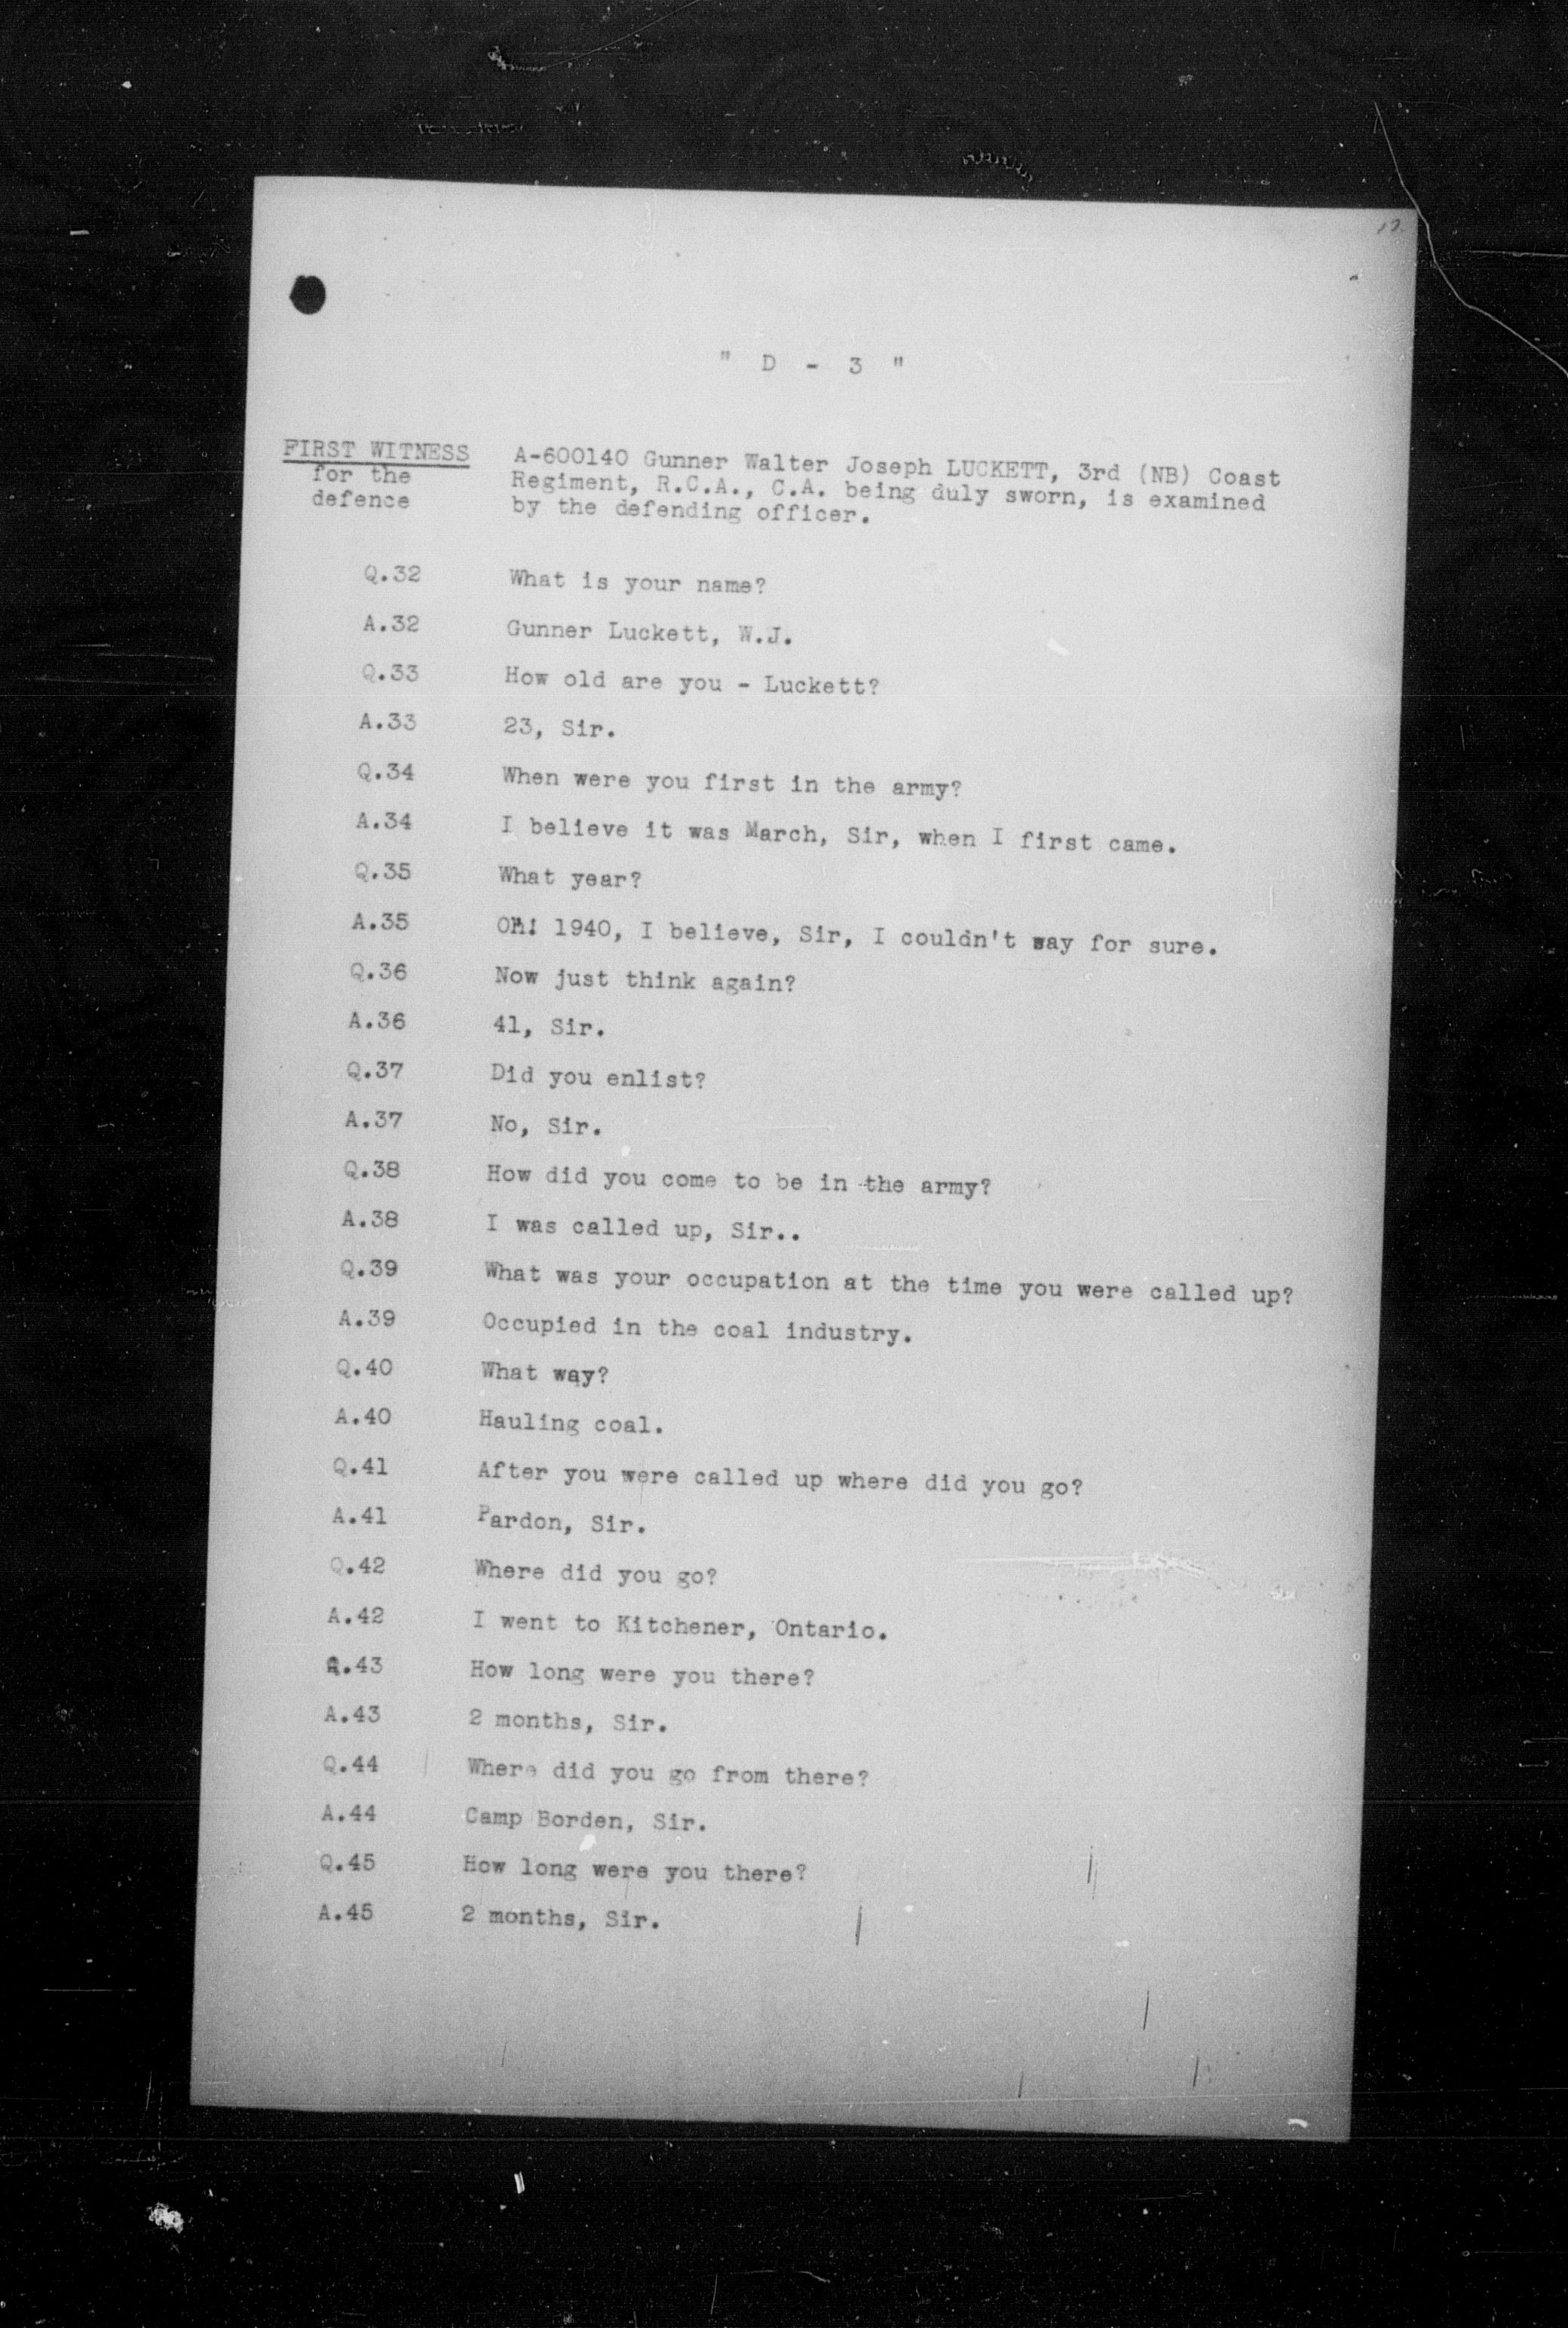 " D - 3 "
FIRST WITNESS
for the
defence
A-600140 Gunner Walter Joseph LUCKETT, 3rd (NB) Coast
Regiment, R.C.A., C.A. being duly sworn, is examined
by the defending officer.
Q.32 What is your name?
A.32 Gunner Luckett, W.J.
Q.33 How old are you - Luckett?
A.33 23, Sir.
Q.34 When were you first in the army?
A.34 I believe it was March, Sir, when I first came.
Q.35 What year?
A.35 Oh! 1940, I believe, Sir, I couldn't say for sure.
Q.36 Now just think again?
A.36 41, Sir.
Q.37 Did you enlist?
A.37 No, Sir.
Q.38 How did you come to be in the army?
A.38 I was called up, Sir..
Q.39 What was your occupation at the time you were called up?
A.39 Occupied in the coal industry.
Q.40 What way?
A.40 Hauling coal.
Q.41 After you were called up where did you go?
A.41 Pardon, Sir.
Q.42 Where did you go?
A.42 I went to Kitchener, Ontario.
Q.43 How long were you there?
A.43 2 months, Sir.
Q.44 Where did you go from there?
A.44 Camp Borden, Sir.
Q.45 How long were you there?
A.45 2 months, Sir.